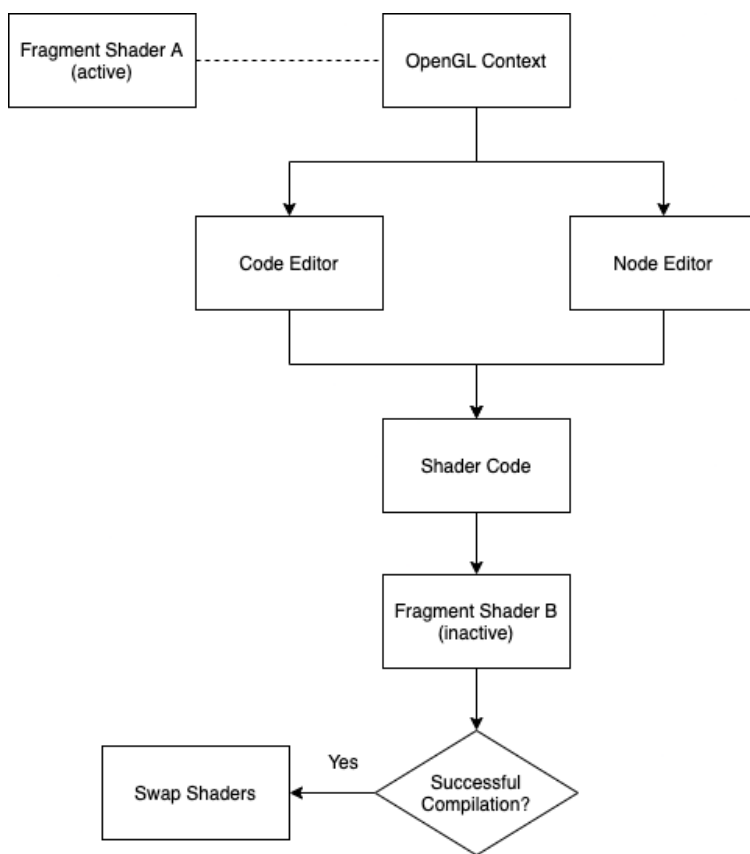 Fragment Shader A
(active)
OpenGL Context
Code Editor
Node Editor
Shader Code
Fragment Shader B
(inactive)
Successful
Compilation?
Yes
Swap Shaders